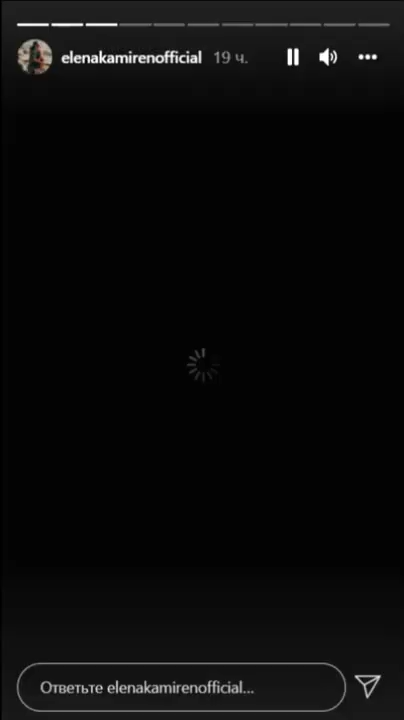 elenakamirenofficial 19 ч.
Ответьте elenakamirenofficial...